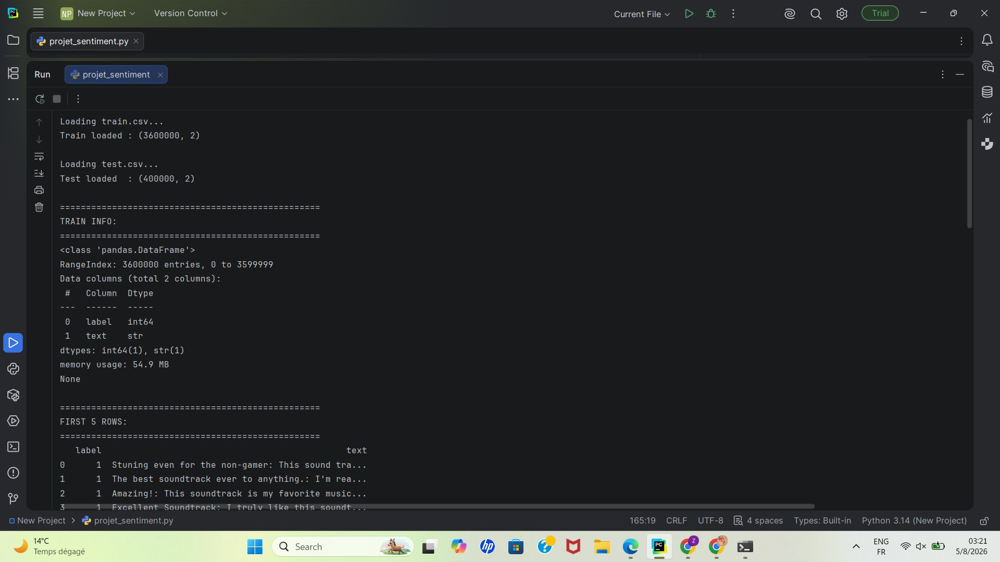 NP New Project Version Control Current File Trial
projet_sentiment.py
Run projet_sentiment
Loading train.csv...
Train loaded : (3600000, 2)
Loading test.csv...
Test loaded  : (400000, 2)
==================================================
TRAIN INFO:
==================================================
<class 'pandas.DataFrame'>
RangeIndex: 3600000 entries, 0 to 3599999
Data columns (total 2 columns):
 #   Column  Dtype
---  ------  -----
 0   label   int64
 1   text    str
dtypes: int64(1), str(1)
memory usage: 54.9 MB
None
==================================================
FIRST 5 ROWS:
==================================================
   label                                               text
0      1  Stuning even for the non-gamer: This sound tra...
1      1  The best soundtrack ever to anything.: I'm rea...
2      1  Amazing!: This soundtrack is my favorite music...
3      1  Excellent Soundtrack: I truly like this soundt...
New Project > projet_sentiment.py 165:19 CRLF UTF-8 4 spaces Types: Built-in Python 3.14 (New Project)
14°C
Temps dégagé
Search
ENG
FR
03:21
5/8/2026